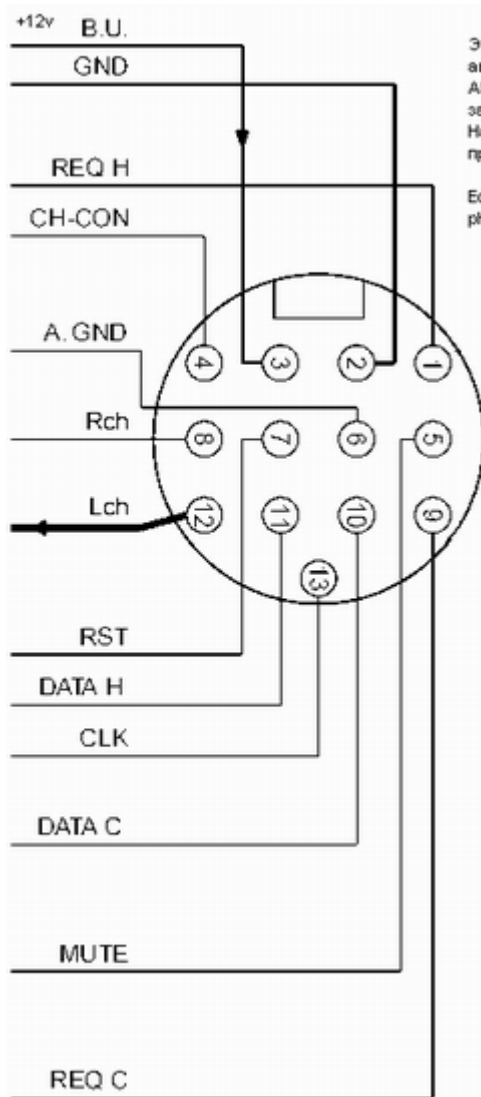 +12v B.U.
GND
REQ H
CH-CON
A. GND
Rch
Lch
RST
DATA H
CLK
DATA C
MUTE
REQ C
4 3 2 1
8 7 6 5
12 11 10 9
13